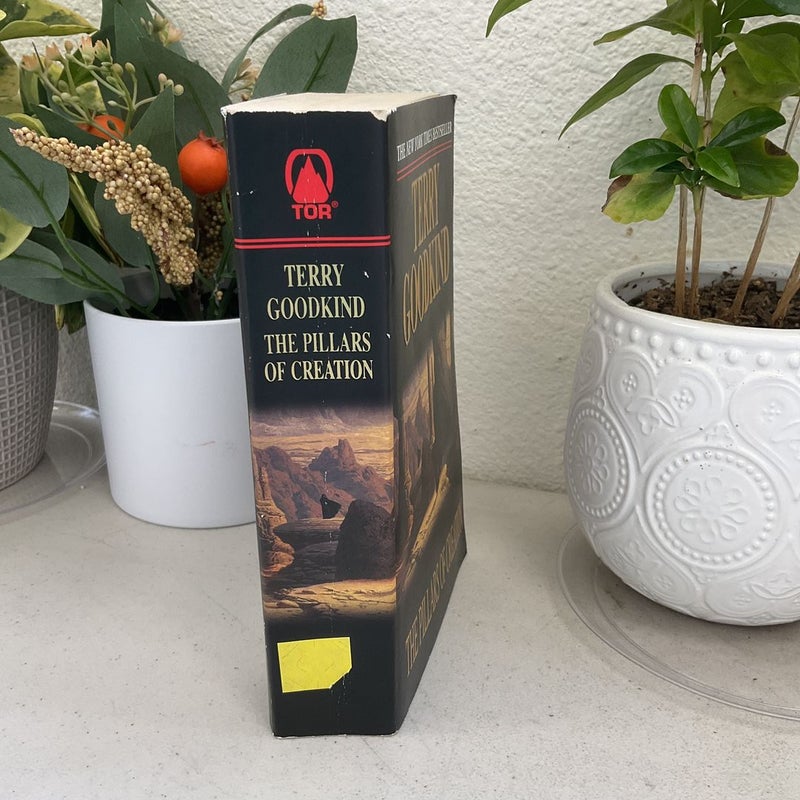 TOR®
TERRY
GOODKIND
THE PILLARS
OF CREATION
THE NEW YORK TIMES BESTSELLER
TERRY
GOODKIND
THE PILLARS OF CREATION